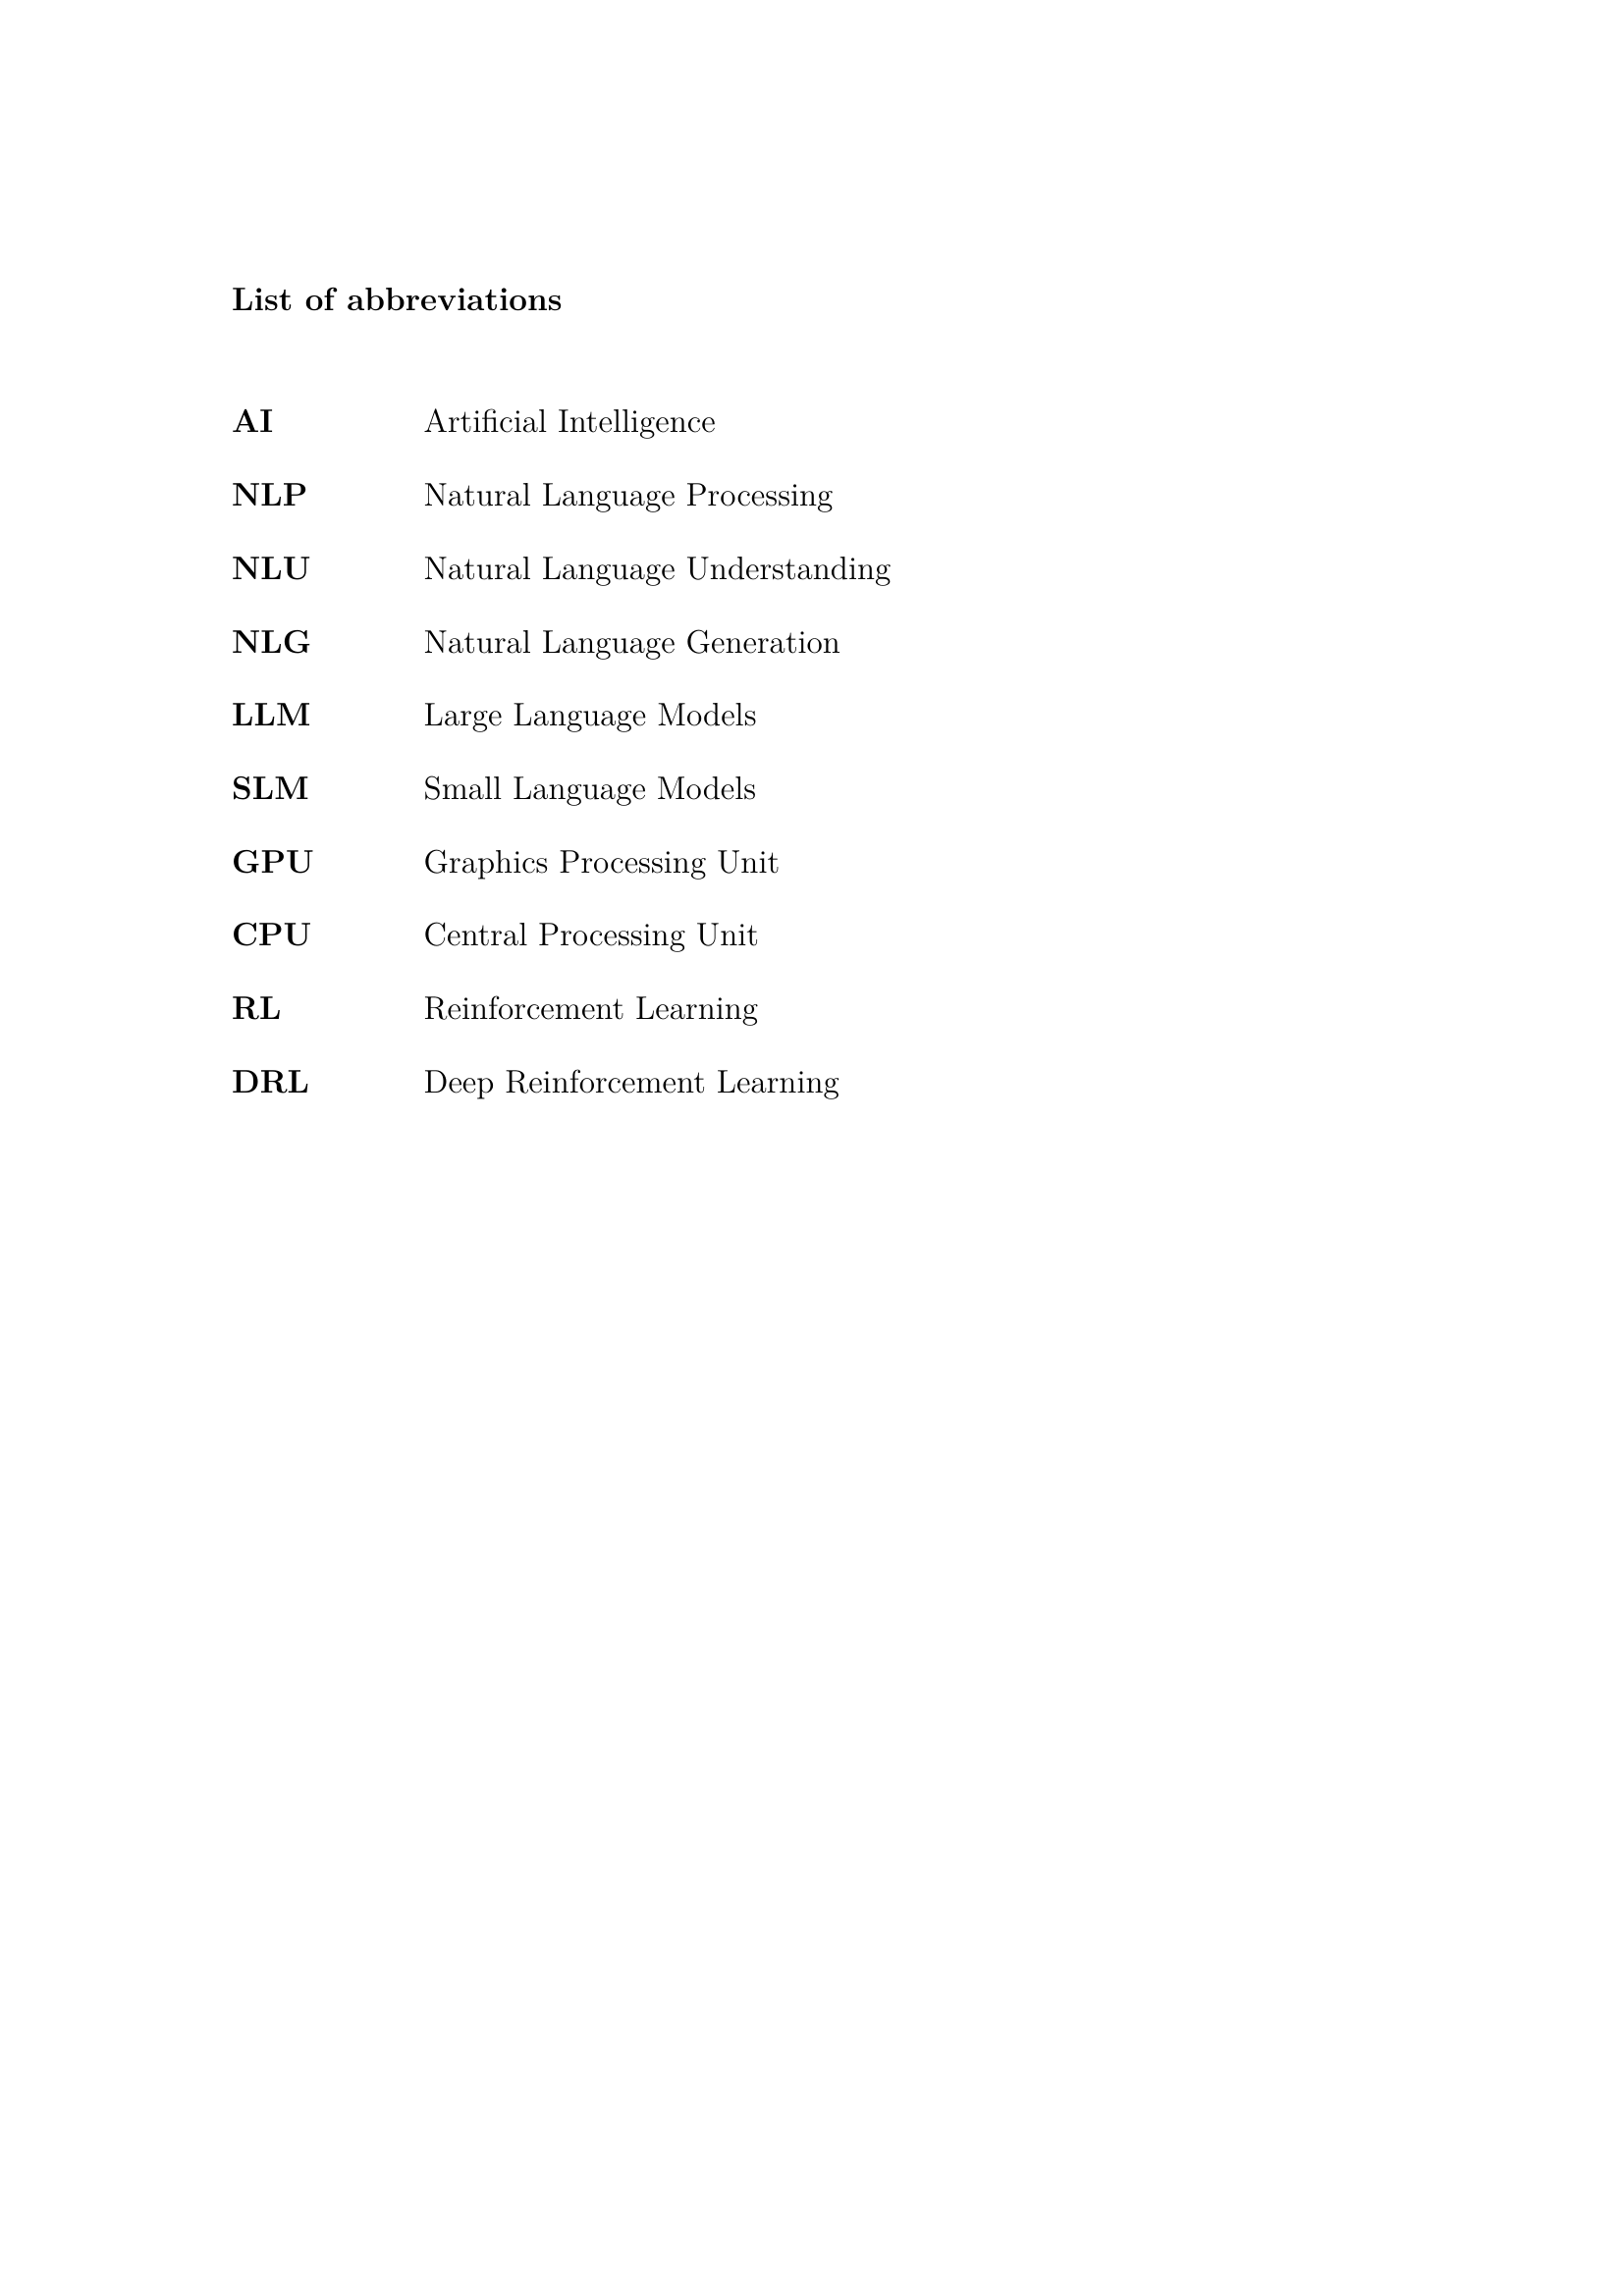 List of abbreviations
AI Artificial Intelligence
NLP Natural Language Processing
NLU Natural Language Understanding
NLG Natural Language Generation
LLM Large Language Models
SLM Small Language Models
GPU Graphics Processing Unit
CPU Central Processing Unit
RL Reinforcement Learning
DRL Deep Reinforcement Learning